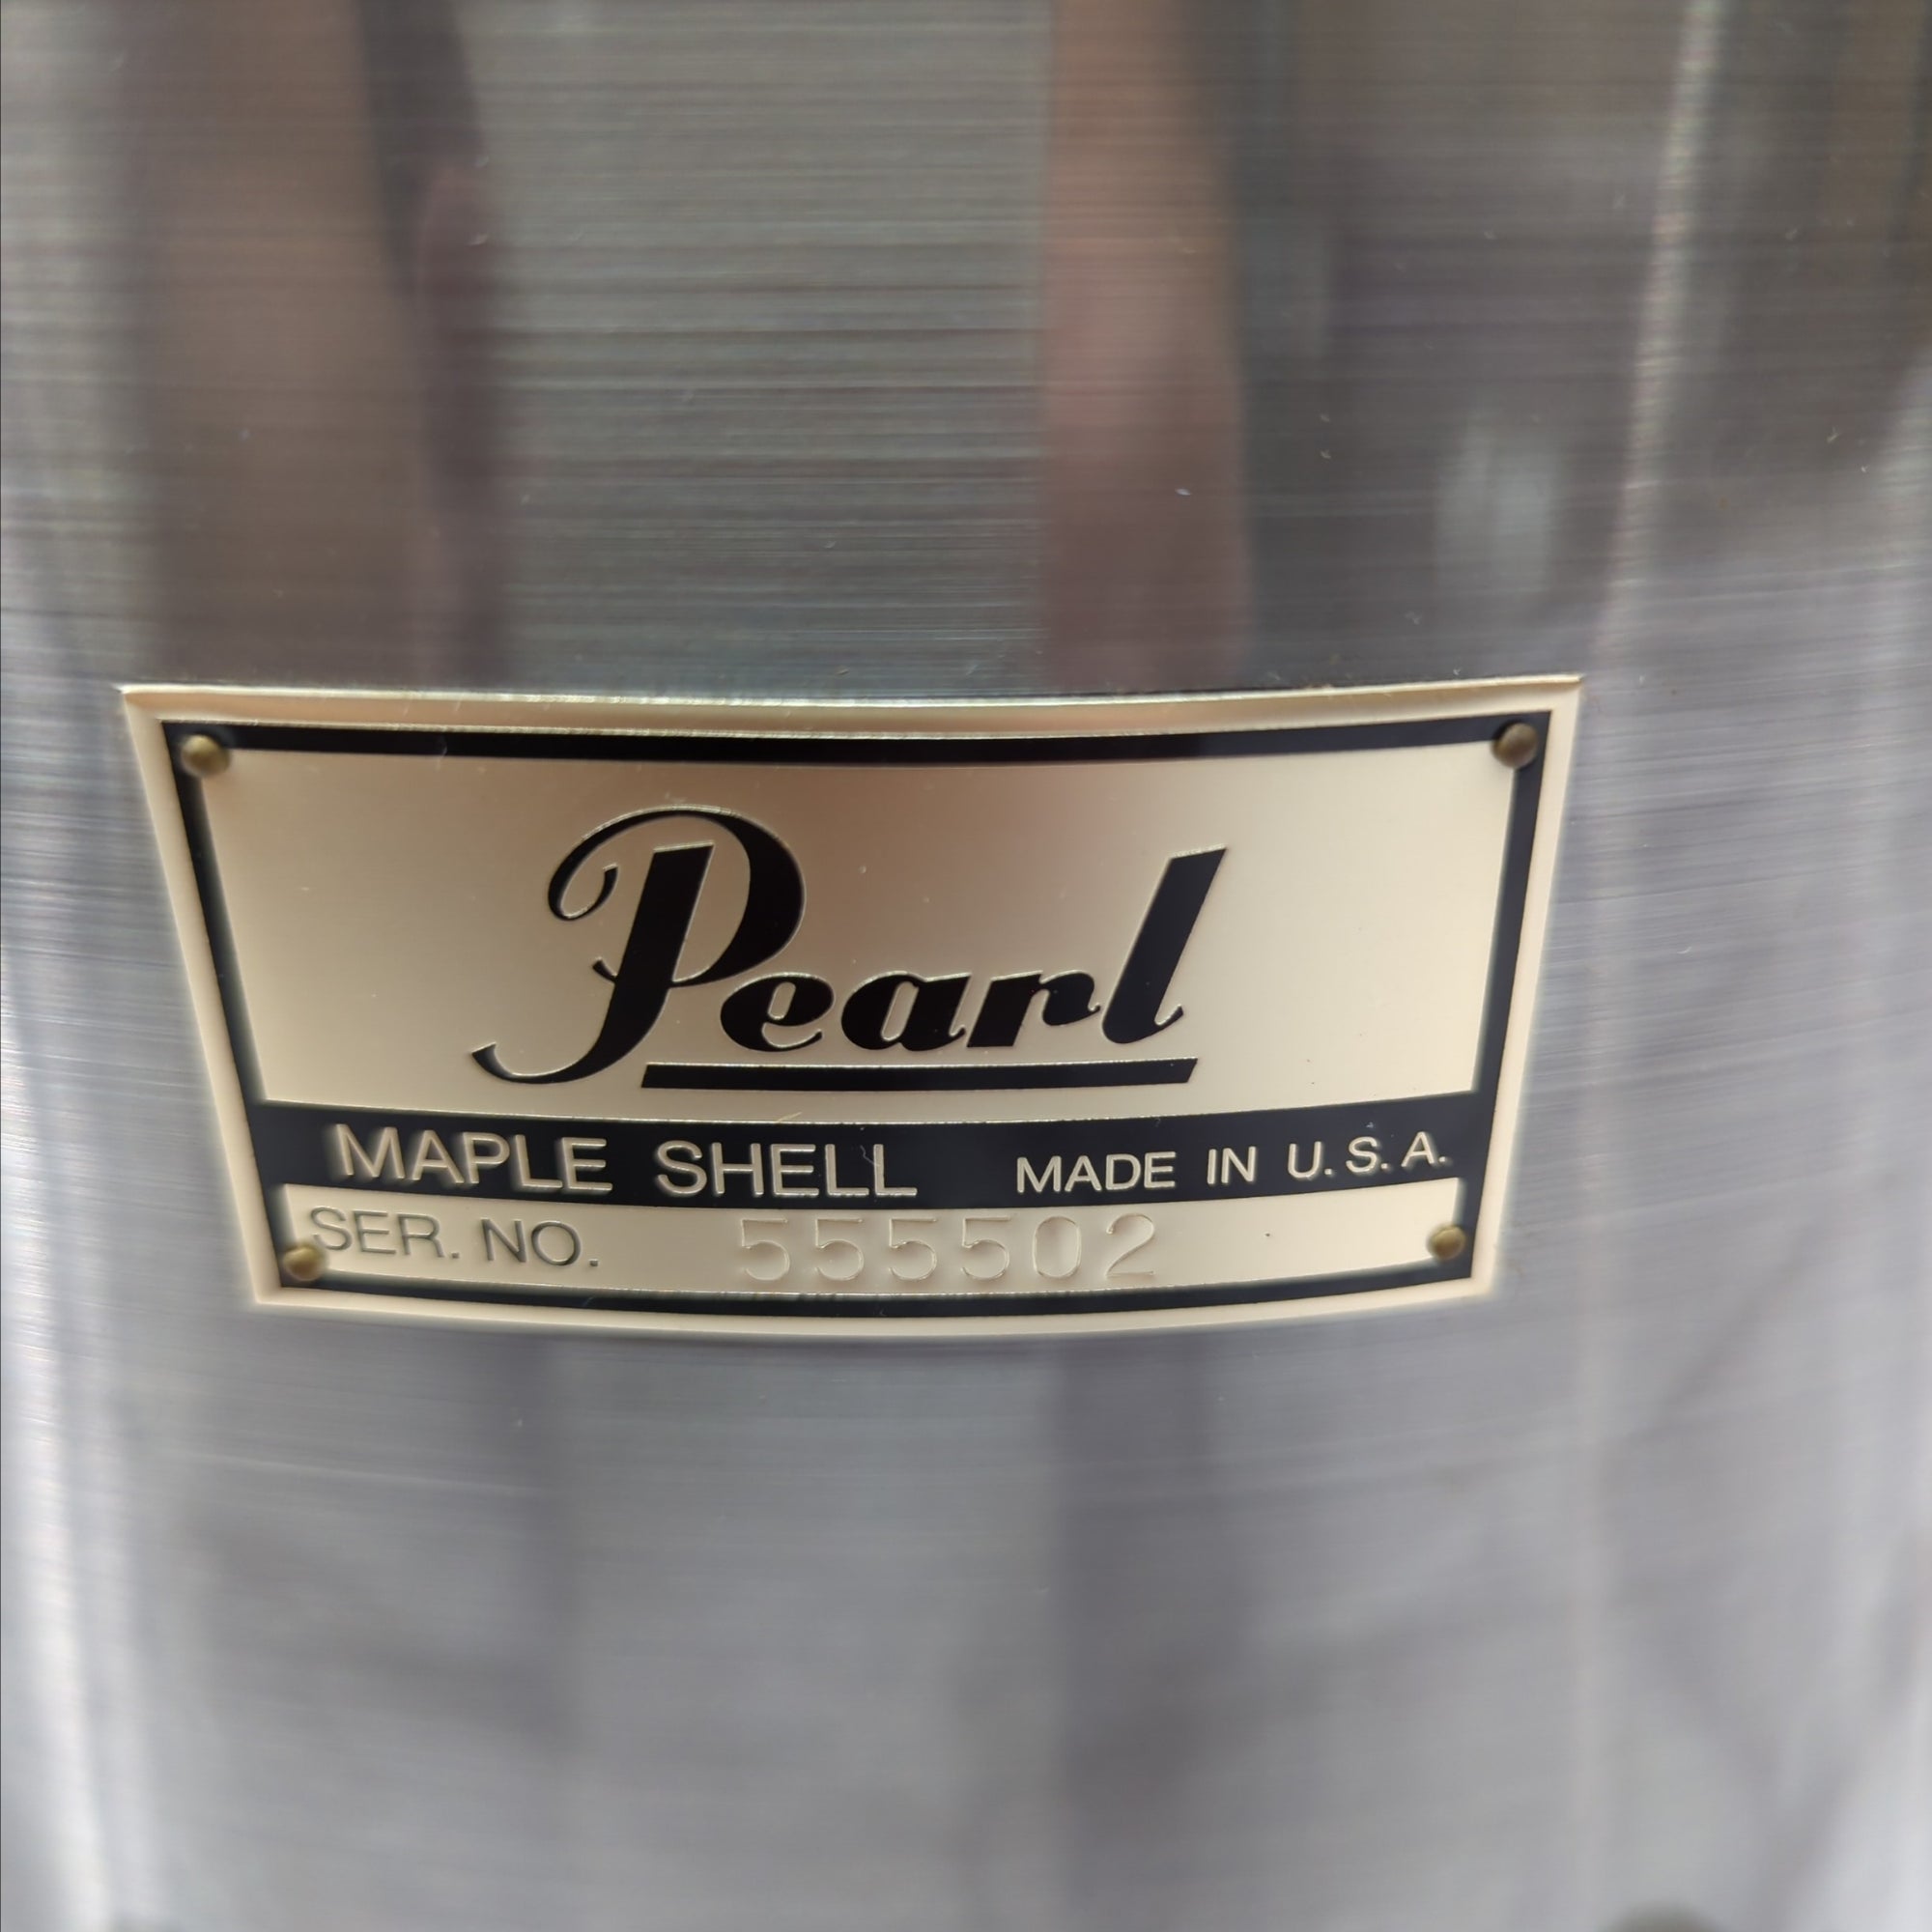 Pearl
MAPLE SHELL MADE IN U.S.A.
SER. NO. 555502